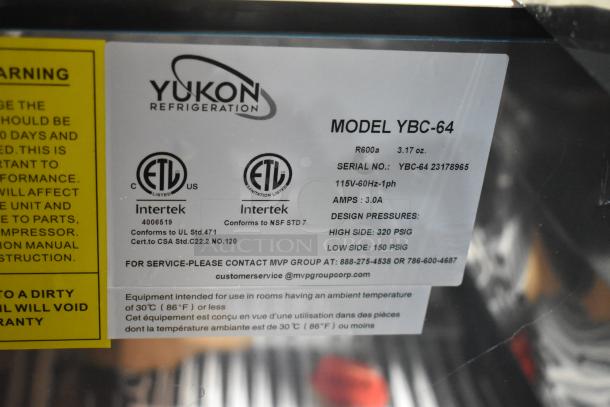 ARNING
GE THE
HOULD BE
0 DAYS AND
ED. THIS IS
RTANT TO
FORMANCE.
WILL AFFECT
E UNIT AND
E TO PARTS,
MPRESSOR.
ION MANUAL
STRUCTION.
TO A DIRTY
IL WILL VOID
RANTY
YUKON
REFRIGERATION
MODEL YBC-64
R600a 3.17 oz.
SERIAL NO.: YBC-64 23178965
115V-60Hz-1ph
AMPS : 3.0A
DESIGN PRESSURES:
HIGH SIDE: 320 PSIG
LOW SIDE: 150 PSIG
C ETL US
Intertek
4006519
Conforms to UL Std.471
Cert.to CSA Std.C22.2 NO.120
ETL
Intertek
Conforms to NSF STD 7
AUCTION GROUP
FOR SERVICE-PLEASE CONTACT MVP GROUP AT: 888-275-4538 OR 786-600-4687
customerservice @mvpgroupcorp.com
Equipment intended for use in rooms having an ambient temperature
of 30℃ ( 86°F ) or less
Cet équipement est conçu en vue d'une utilisation dans des pièces
dont la température ambiante est de 30℃ ( 86°F ) ou moins